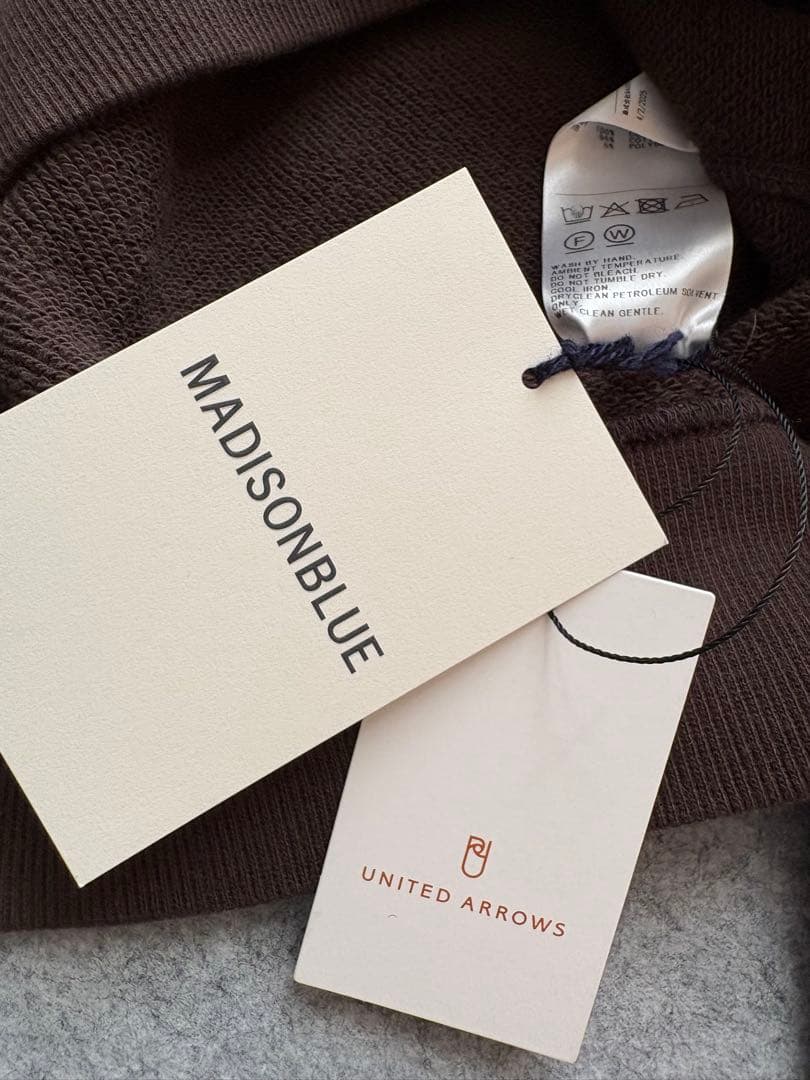 F W
WASH BY HAND.
AMBIENT TEMPERATURE.
DO NOT BLEACH.
DO NOT TUMBLE DRY.
COOL IRON
DRYCLEAN PETROLEUM SOLVENT
ONLY.
WET CLEAN GENTLE.
MADISONBLUE
UNITED ARROWS